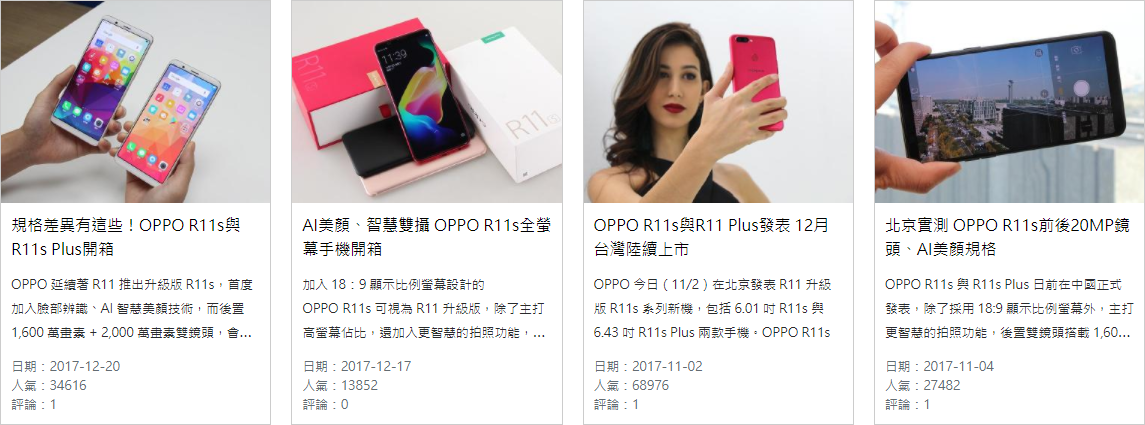 R11s
11:39
R11s
規格差異有這些！OPPO R11s與
R11s Plus開箱
OPPO 延續著 R11 推出升級版 R11s，首度
加入臉部辨識、AI 智慧美顏技術，而後置
1,600 萬畫素 + 2,000 萬畫素雙鏡頭，會...
日期：2017-12-20
人氣：34616
評論：1
AI美顏、智慧雙攝 OPPO R11s全螢
幕手機開箱
加入 18：9 顯示比例螢幕設計的
OPPO R11s 可視為 R11 升級版，除了主打
高螢幕佔比，還加入更智慧的拍照功能，...
日期：2017-12-17
人氣：13852
評論：0
OPPO R11s與R11 Plus發表 12月
台灣陸續上市
OPPO 今日（11/2）在北京發表 R11 升級
版 R11s 系列新機，包括 6.01 吋 R11s 與
6.43 吋 R11s Plus 兩款手機。OPPO R11s
日期：2017-11-02
人氣：68976
評論：1
北京實測 OPPO R11s前後20MP鏡
頭、AI美顏規格
OPPO R11s 與 R11s Plus 日前在中國正式
發表，除了採用 18:9 顯示比例螢幕外，主打
更智慧的拍照功能，後置雙鏡頭搭載 1,60...
日期：2017-11-04
人氣：27482
評論：1